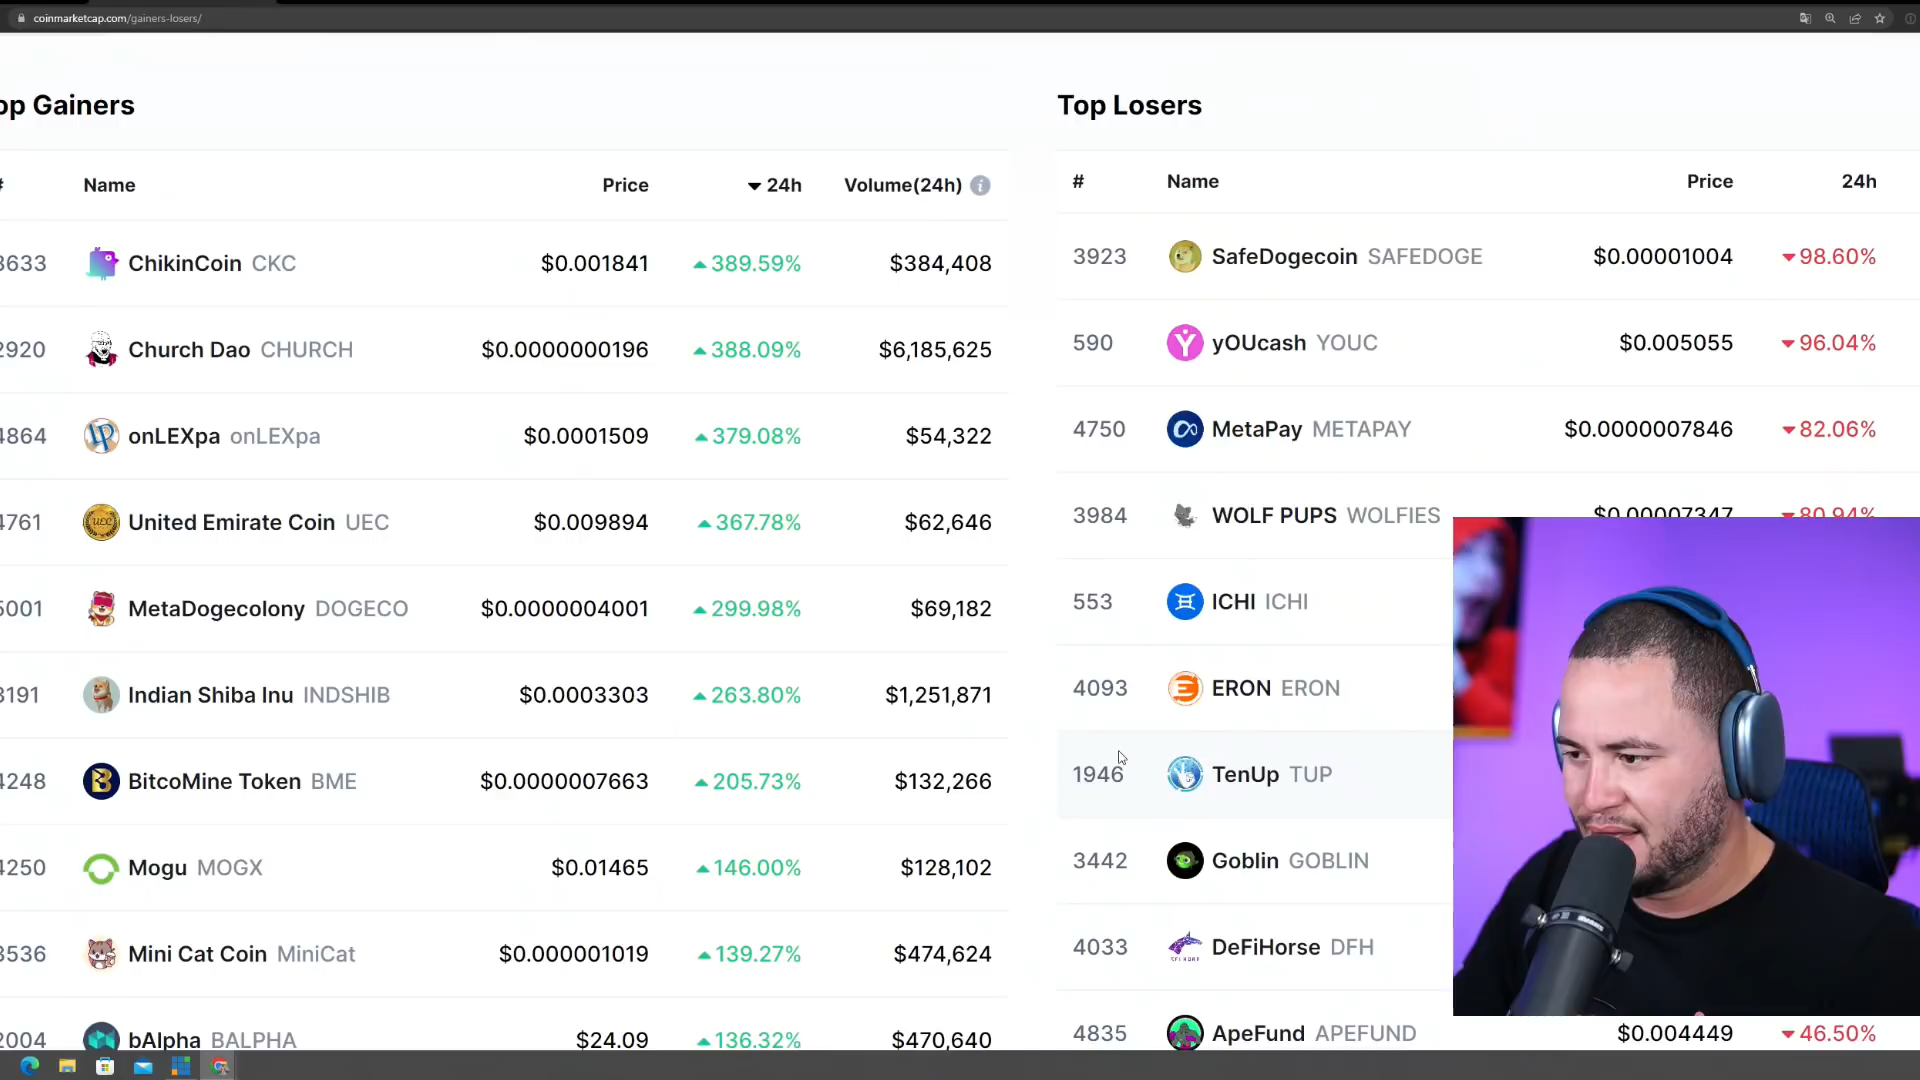 coinmarketcap.com/gainers-losers/
op Gainers
Name Price 24h Volume(24h)
3633 ChikinCoin CKC $0.001841 389.59% $384,408
2920 Church Dao CHURCH $0.0000000196 388.09% $6,185,625
4864 onLEXpa onLEXpa $0.0001509 379.08% $54,322
4761 United Emirate Coin UEC $0.009894 367.78% $62,646
5001 MetaDogecolony DOGECO $0.0000004001 299.98% $69,182
3191 Indian Shiba Inu INDSHIB $0.0003303 263.80% $1,251,871
4248 BitcoMine Token BME $0.0000007663 205.73% $132,266
4250 Mogu MOGX $0.01465 146.00% $128,102
3536 Mini Cat Coin MiniCat $0.000001019 139.27% $474,624
2004 bAlpha BALPHA $24.09 136.32% $470,640
Top Losers
# Name Price 24h
3923 SafeDogecoin SAFEDOGE $0.00001004 98.60%
590 yOUcash YOUC $0.005055 96.04%
4750 MetaPay METAPAY $0.0000007846 82.06%
3984 WOLF PUPS WOLFIES $0.00007347 80.94%
553 ICHI ICHI
4093 ERON ERON
1946 TenUp TUP
3442 Goblin GOBLIN
4033 DeFiHorse DFH
4835 ApeFund APEFUND $0.004449 46.50%